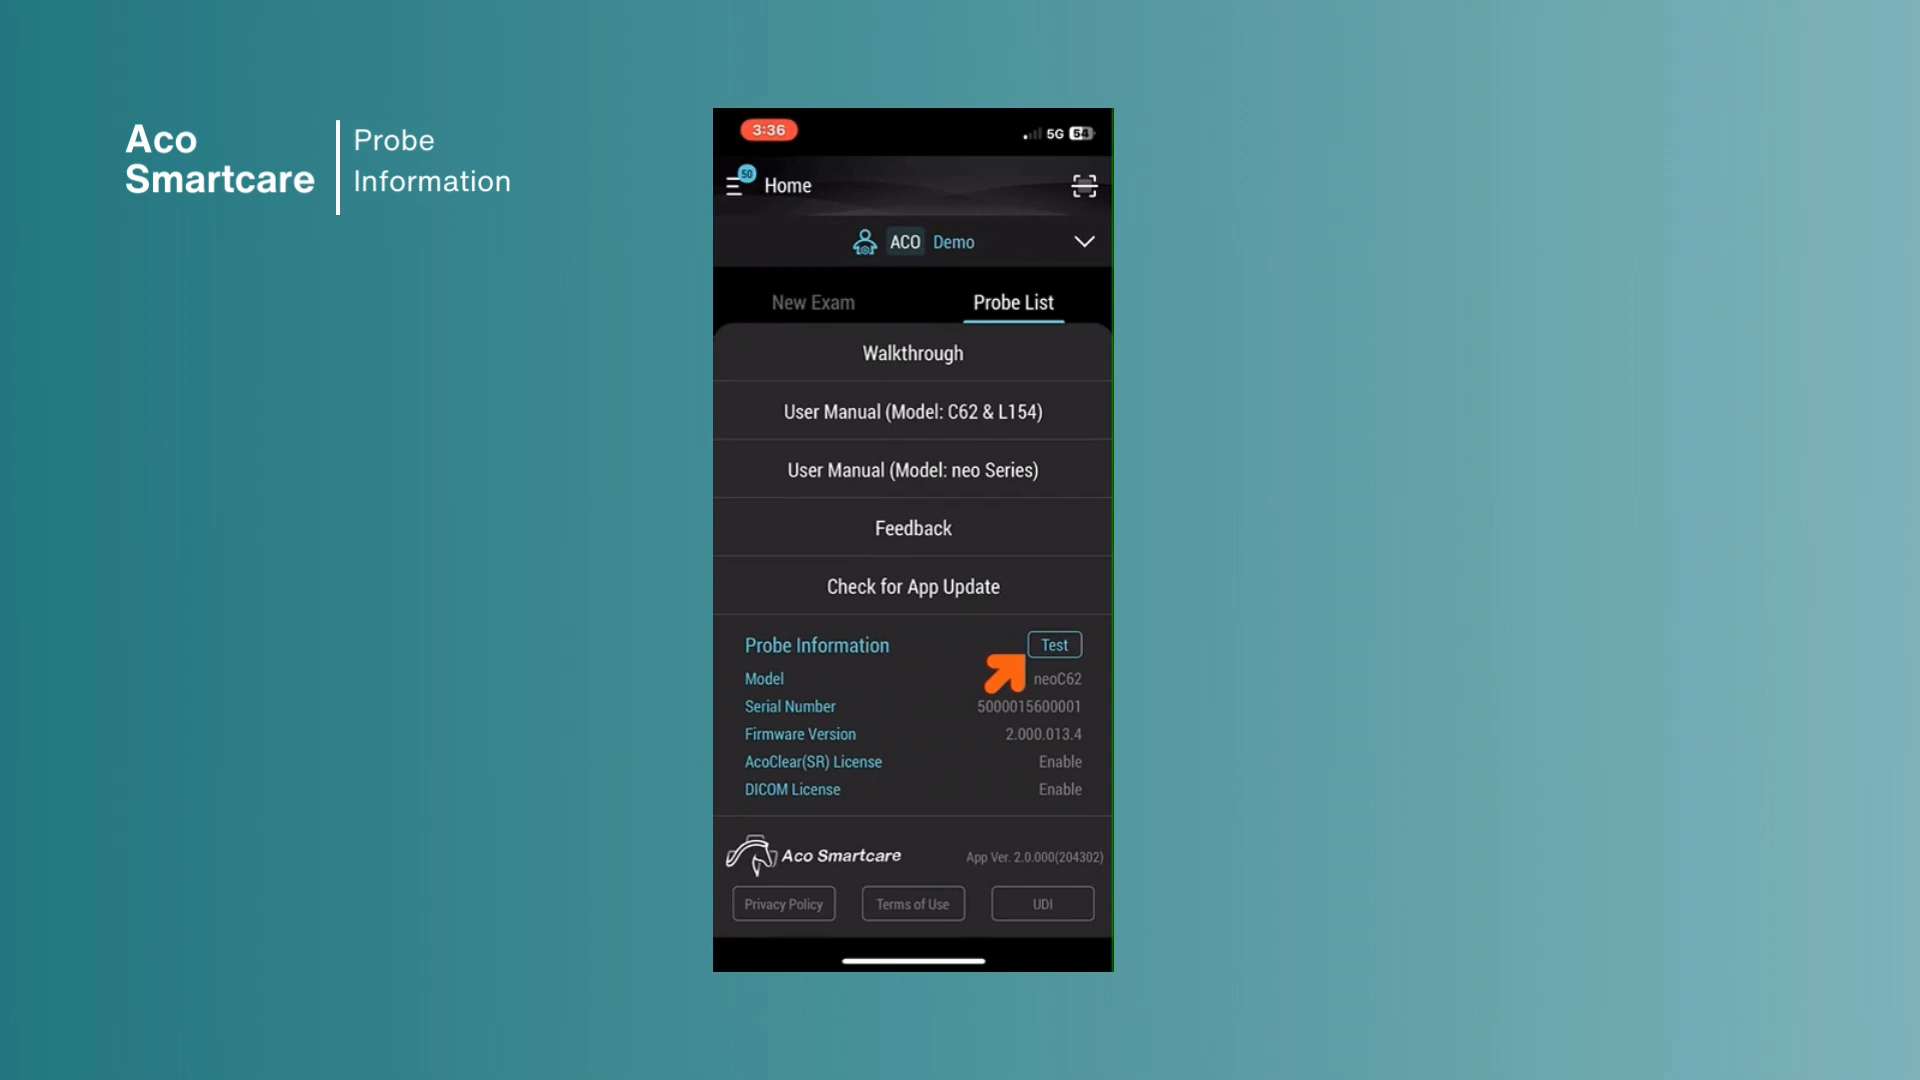 Aco
Smartcare
Probe
Information
3:36
5G 54
50
Home
ACO Demo
New Exam Probe List
Walkthrough
User Manual (Model: C62 & L154)
User Manual (Model: neo Series)
Feedback
Check for App Update
Probe Information Test
Model neoC62
Serial Number 5000015600001
Firmware Version 2.000.013.4
AcoClear(SR) License Enable
DICOM License Enable
Aco Smartcare App Ver. 2.0.000(204302)
Privacy Policy Terms of Use UDI